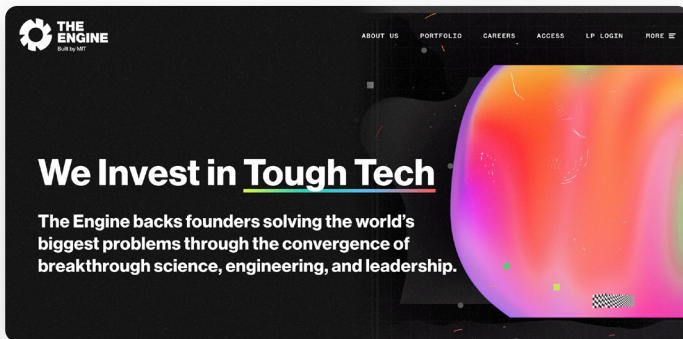 THE
ENGINE
Built by MIT
ABOUT US PORTFOLIO CAREERS ACCESS LP LOGIN MORE
We Invest in Tough Tech
The Engine backs founders solving the world's
biggest problems through the convergence of
breakthrough science, engineering, and leadership.